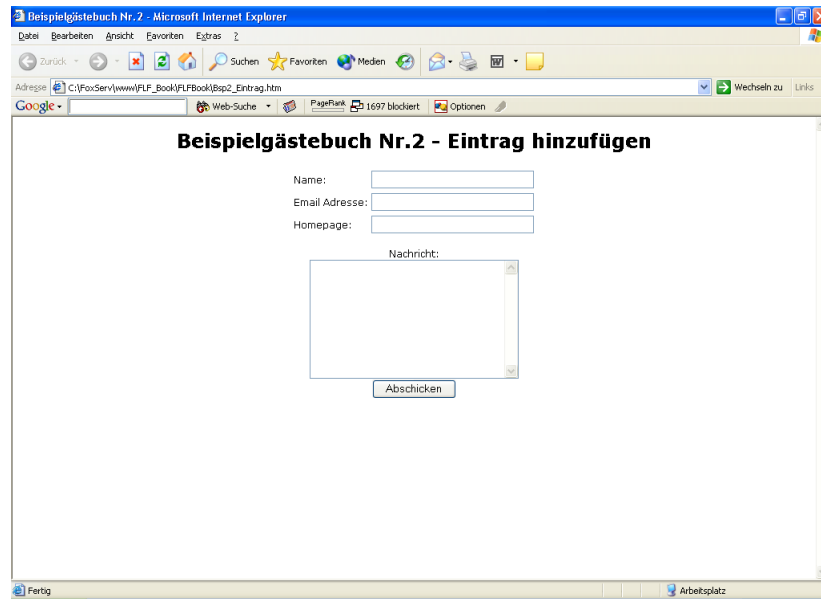 Beispielgästebuch Nr. 2 - Microsoft Internet Explorer
Datei Bearbeiten Ansicht Favoriten Extras ?
Zurück Suchen Favoriten Medien
Adresse C:\FoxServ\www\FLF_Book\FLFBook\Bsp2_Eintrag.htm Wechseln zu Links
Google Web-Suche PageRank 1697 blockiert Optionen
Beispielgästebuch Nr.2 - Eintrag hinzufügen
Name:
Email Adresse:
Homepage:
Nachricht:
Abschicken
Fertig Arbeitsplatz